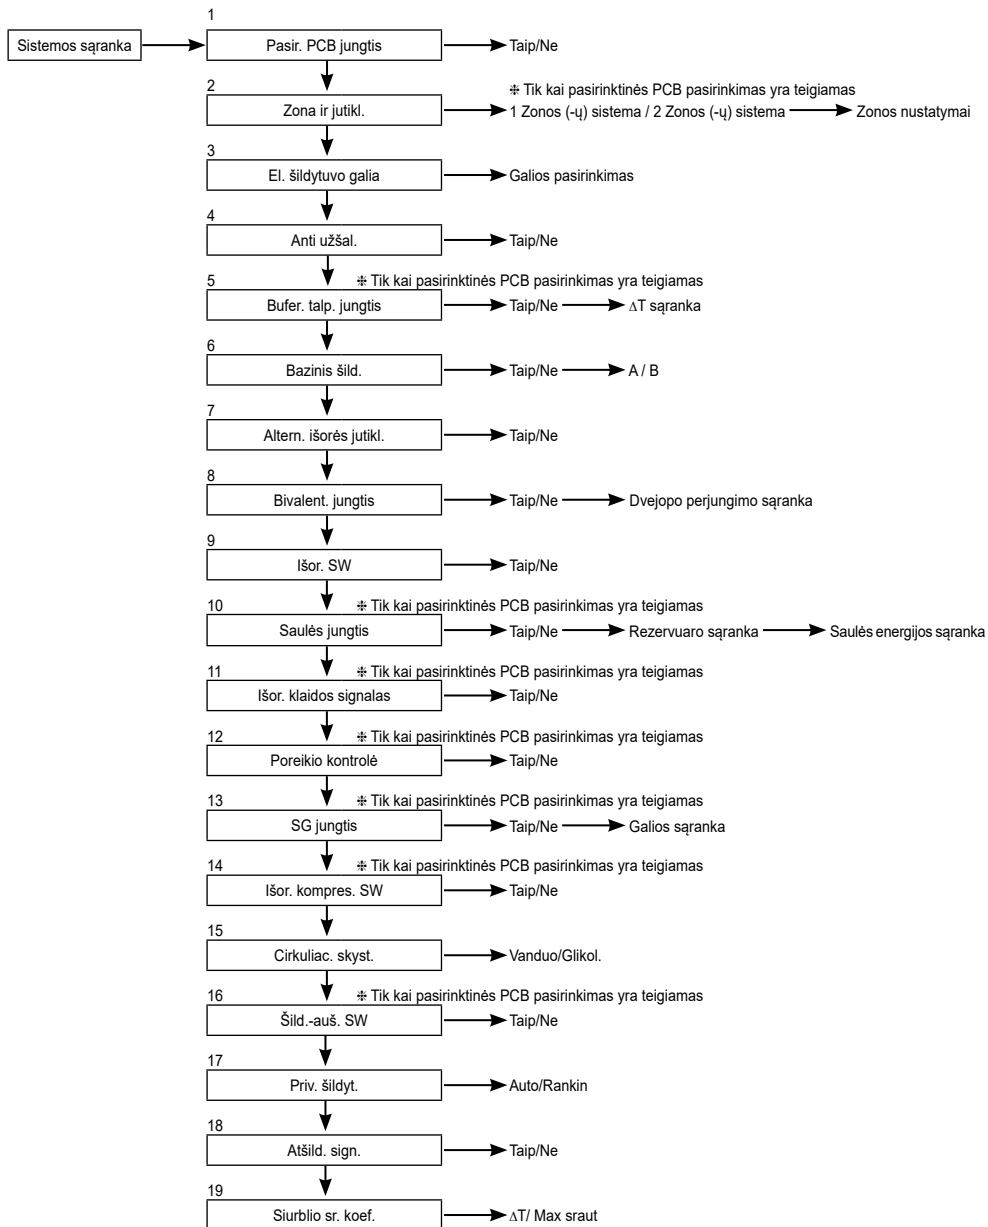 1
Sistemos sąranka Pasir. PCB jungtis Taip/Ne
2
⁜ Tik kai pasirinktinės PCB pasirinkimas yra teigiamas
Zona ir jutikl. 1 Zonos (-ų) sistema / 2 Zonos (-ų) sistema Zonos nustatymai
3
El. šildytuvo galia Galios pasirinkimas
4
Anti užšal. Taip/Ne
5 ⁜ Tik kai pasirinktinės PCB pasirinkimas yra teigiamas
Bufer. talp. jungtis Taip/Ne ΔT sąranka
6
Bazinis šild. Taip/Ne A / B
7
Altern. išorės jutikl. Taip/Ne
8
Bivalent. jungtis Taip/Ne Dvejopo perjungimo sąranka
9
Išor. SW Taip/Ne
10 ⁜ Tik kai pasirinktinės PCB pasirinkimas yra teigiamas
Saulės jungtis Taip/Ne Rezervuaro sąranka Saulės energijos sąranka
11 ⁜ Tik kai pasirinktinės PCB pasirinkimas yra teigiamas
Išor. klaidos signalas Taip/Ne
12 ⁜ Tik kai pasirinktinės PCB pasirinkimas yra teigiamas
Poreikio kontrolė Taip/Ne
13 ⁜ Tik kai pasirinktinės PCB pasirinkimas yra teigiamas
SG jungtis Taip/Ne Galios sąranka
14 ⁜ Tik kai pasirinktinės PCB pasirinkimas yra teigiamas
Išor. kompres. SW Taip/Ne
15
Cirkuliac. skyst. Vanduo/Glikol.
16 ⁜ Tik kai pasirinktinės PCB pasirinkimas yra teigiamas
Šild.-auš. SW Taip/Ne
17
Priv. šildyt. Auto/Rankin
18
Atšild. sign. Taip/Ne
19
Siurblio sr. koef. ΔT/ Max sraut